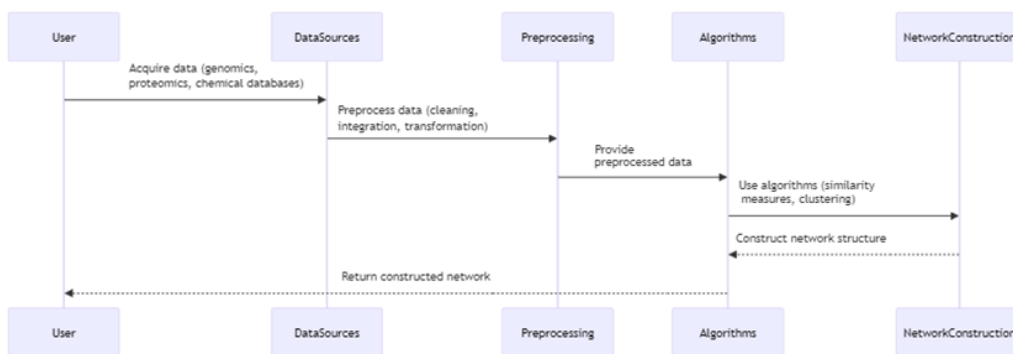 User DataSources Preprocessing Algorithms NetworkConstruction
Acquire data (genomics,
proteomics, chemical databases)
Preprocess data (cleaning,
integration, transformation)
Provide
preprocessed data
Use algorithms (similarity
measures, clustering)
Construct network structure
Return constructed network
User DataSources Preprocessing Algorithms NetworkConstruction